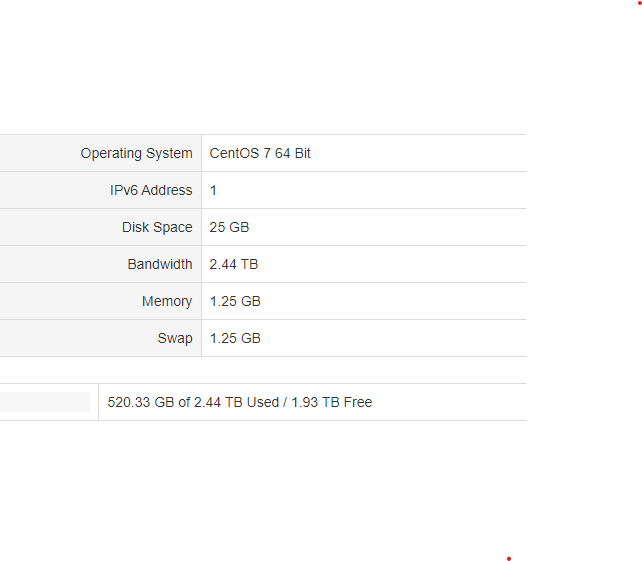 Operating System CentOS 7 64 Bit
IPv6 Address 1
Disk Space 25 GB
Bandwidth 2.44 TB
Memory 1.25 GB
Swap 1.25 GB
520.33 GB of 2.44 TB Used / 1.93 TB Free